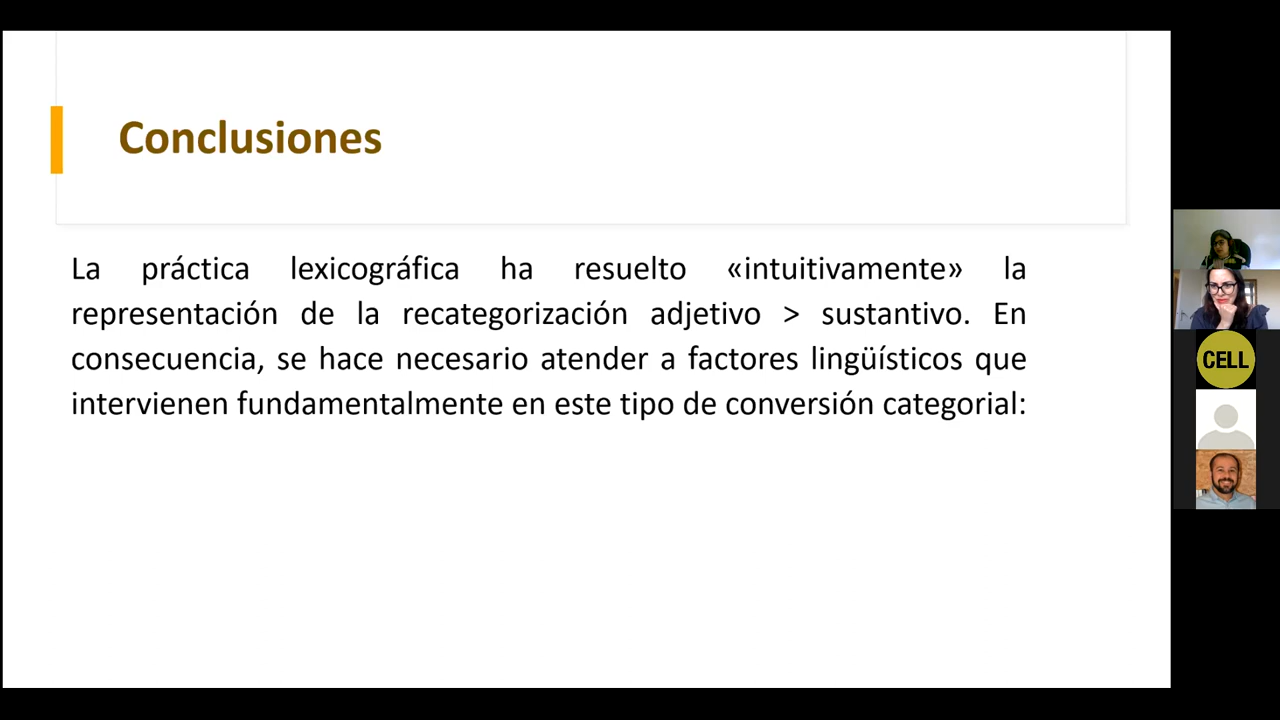 Conclusiones
La práctica lexicográfica ha resuelto «intuitivamente» la
representación de la recategorización adjetivo > sustantivo. En
consecuencia, se hace necesario atender a factores lingüísticos que
intervienen fundamentalmente en este tipo de conversión categorial:
CELL